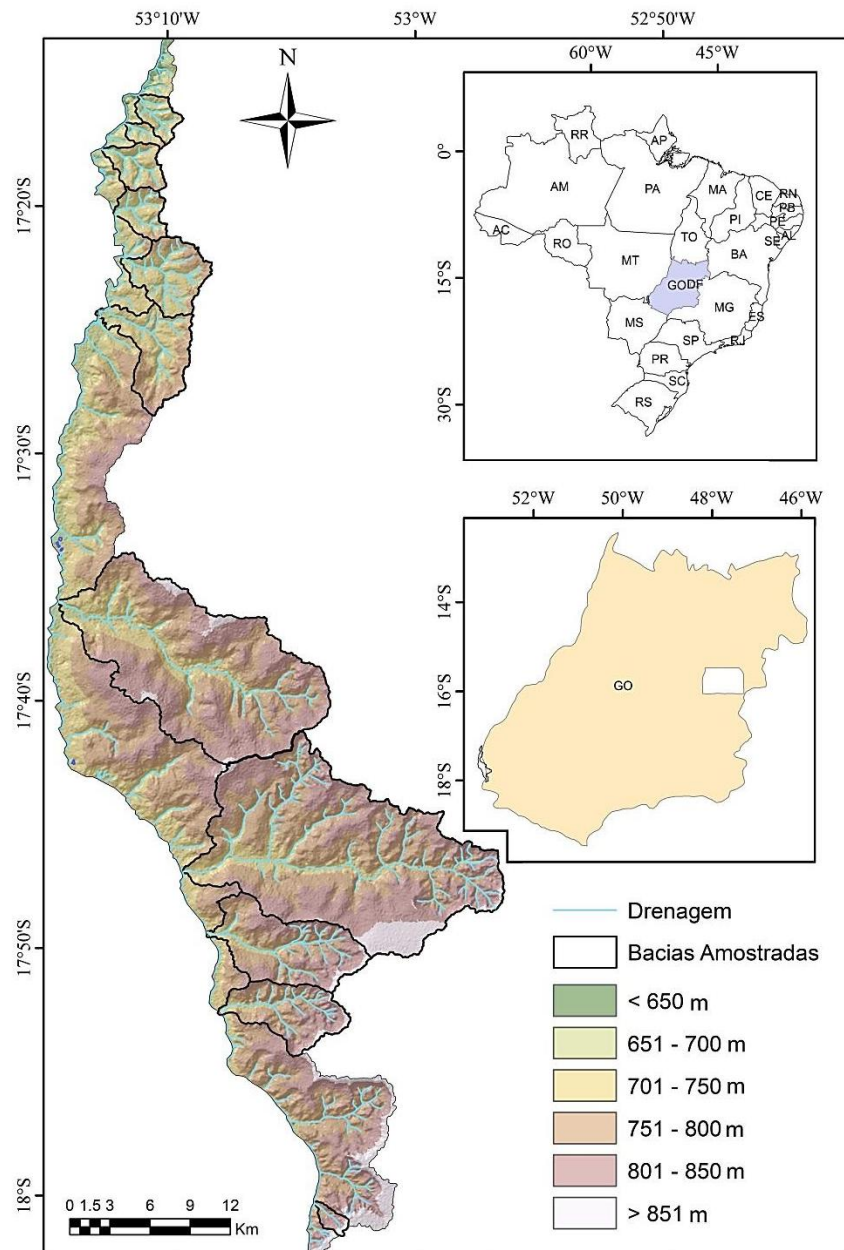 53°10'W 53°W 52°50'W
N
17°20'S
17°30'S
17°40'S
17°50'S
18°S
0 1.5 3 6 9 12
Km
60°W 45°W
0°
15°S
30°S
RR AP
AM PA MA CE RN
PB
PI PE
AC TO AL
RO SE
MT BA
GO DF
MG
MS ES
SP RJ
PR
SC
RS
52°W 50°W 48°W 46°W
14°S
16°S
18°S
GO
Drenagem
Bacias Amostradas
< 650 m
651 - 700 m
701 - 750 m
751 - 800 m
801 - 850 m
> 851 m